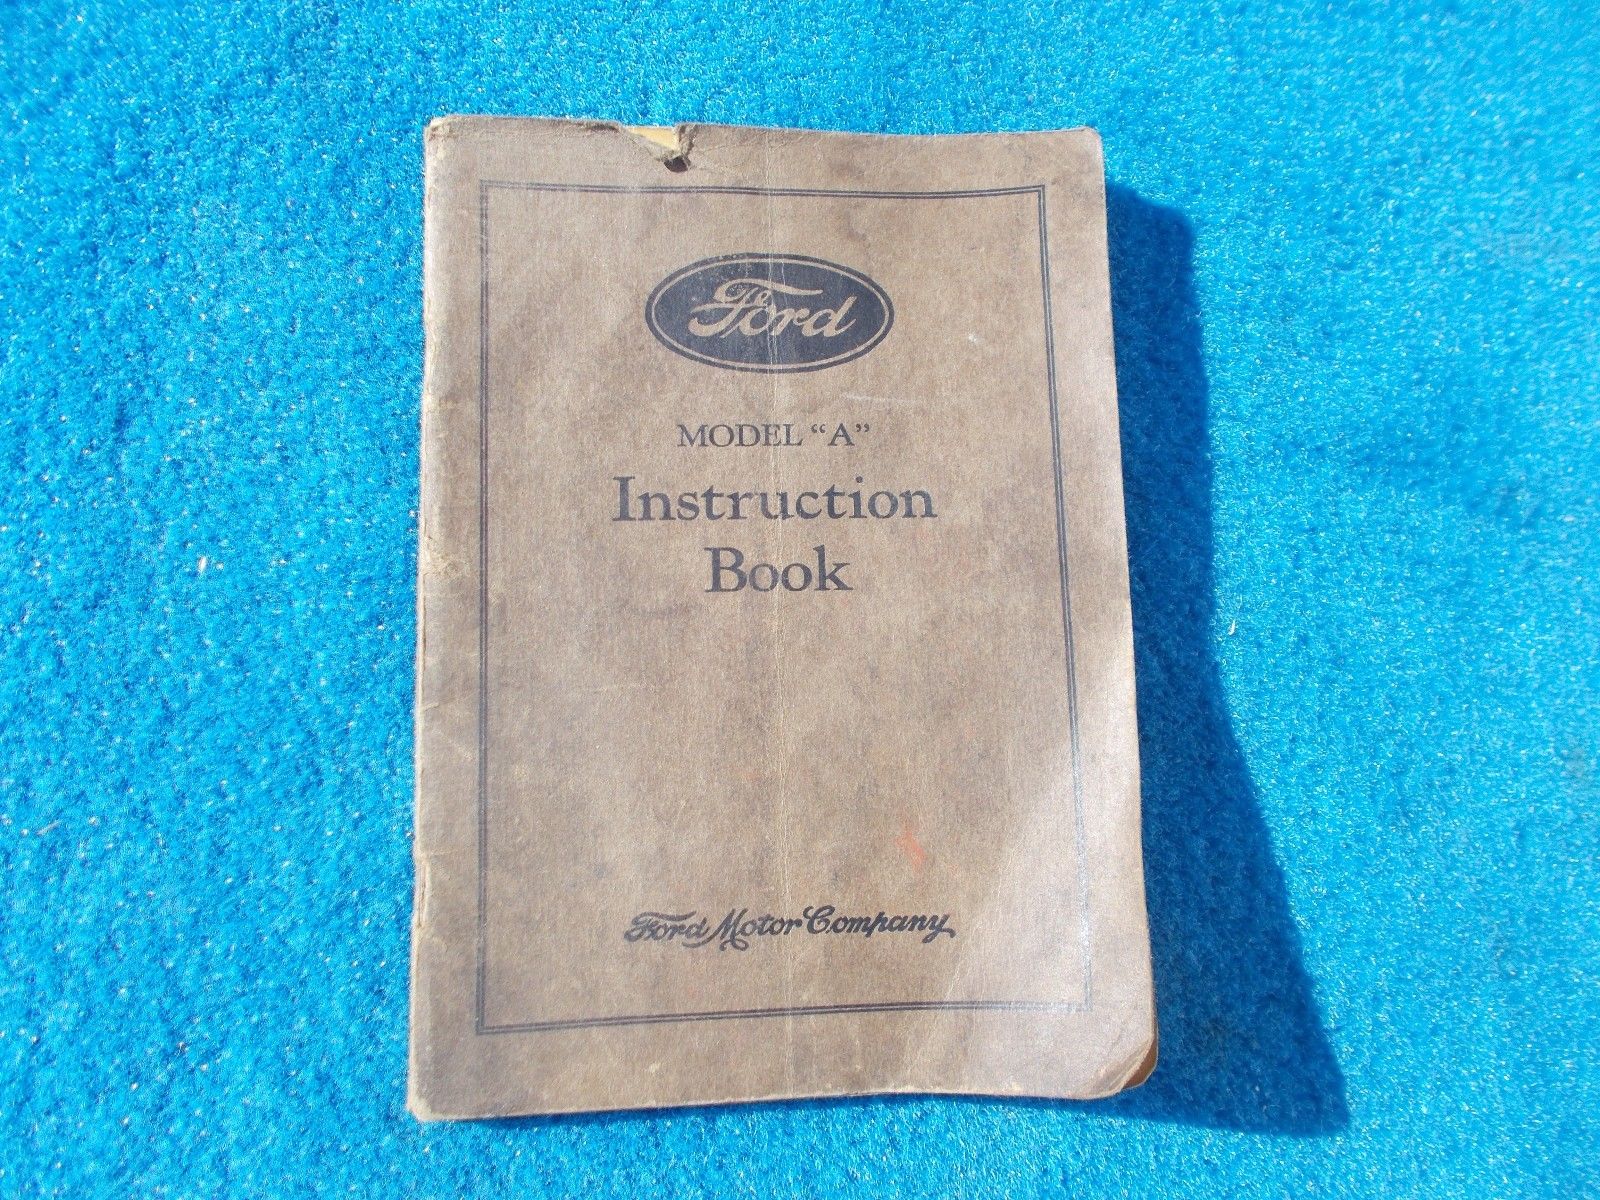 Ford
MODEL “A”
Instruction
Book
Ford Motor Company